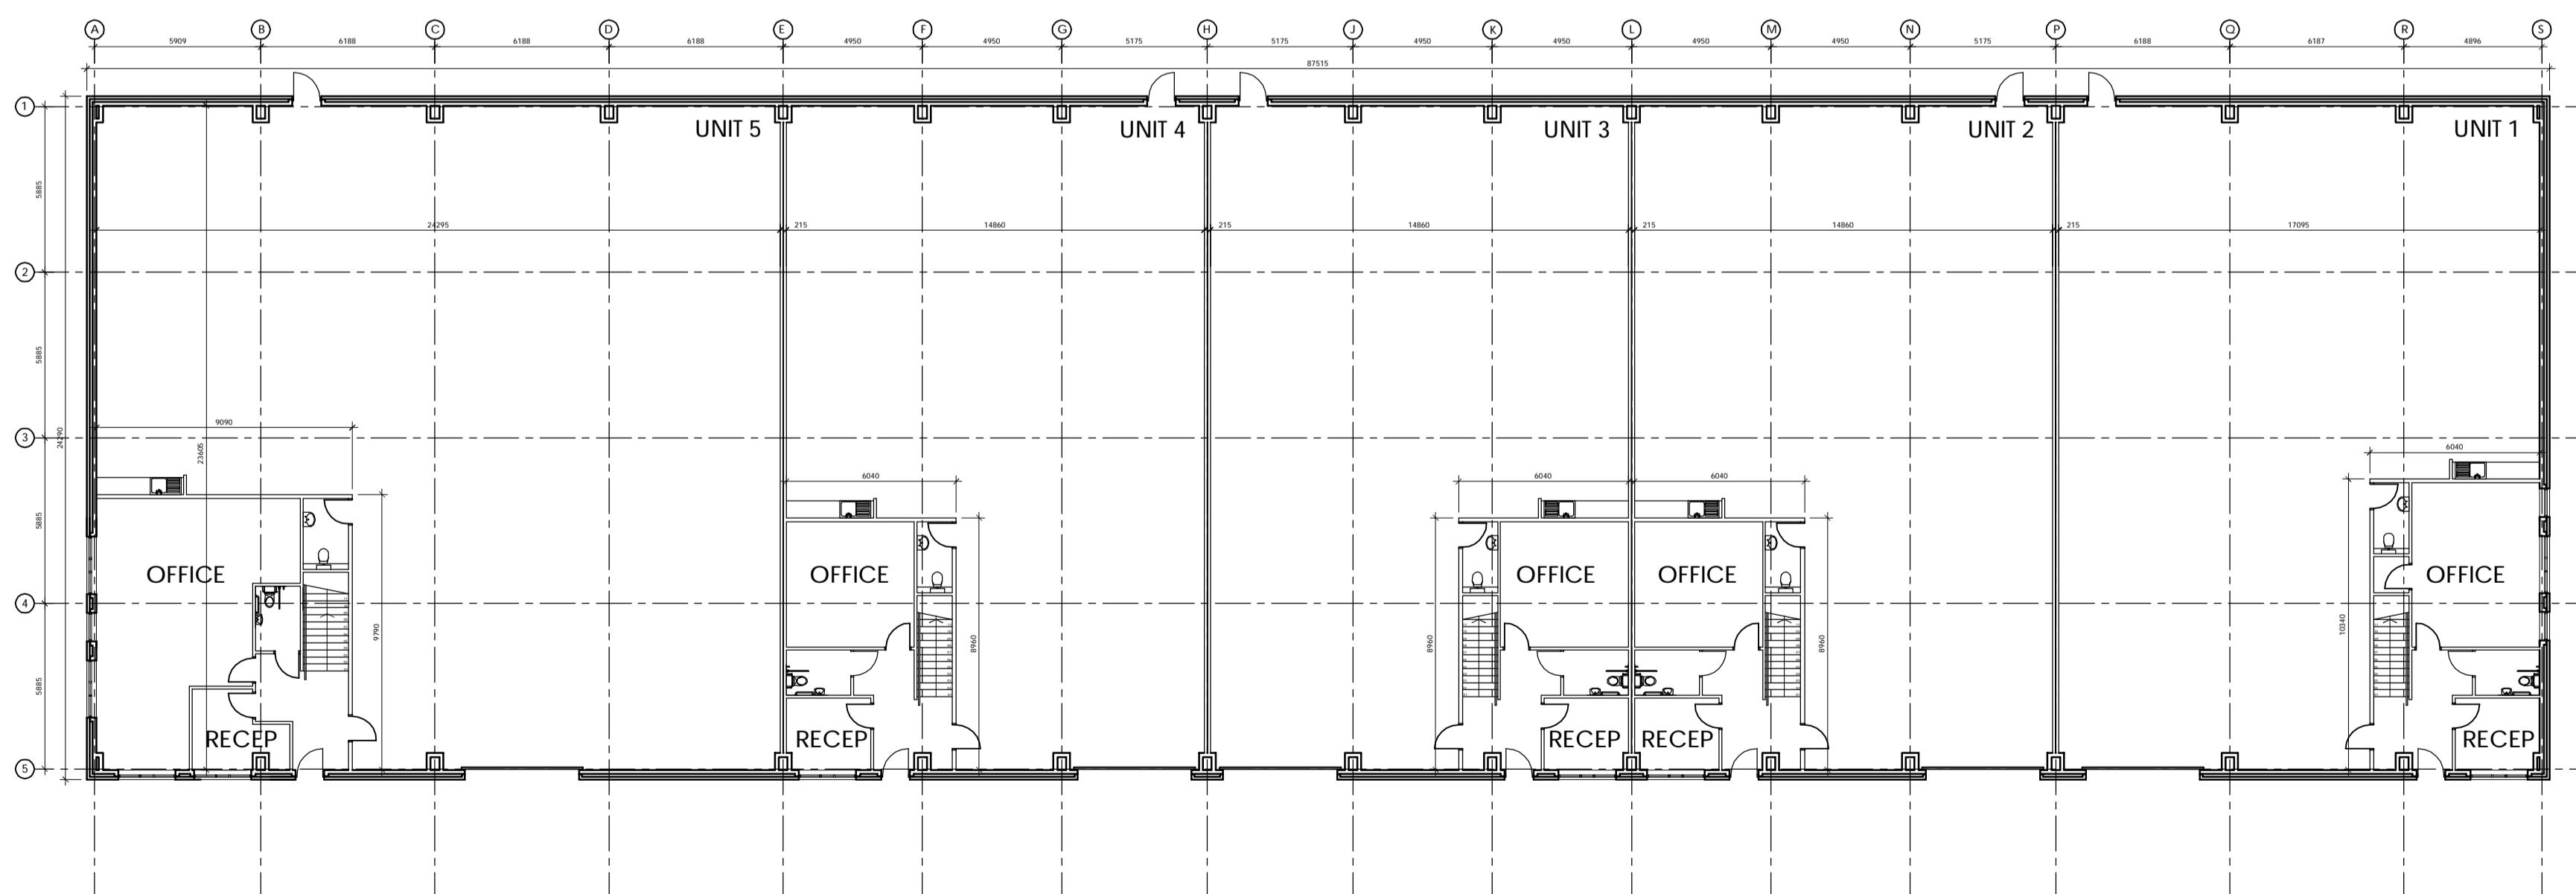 A B C D E F G H J K L M N P Q R S
5909 6188 6188 6188 4950 4950 5175 5175 4950 4950 4950 4950 5175 6188 6187 4896
87515
1
UNIT 5 UNIT 4 UNIT 3 UNIT 2 UNIT 1
5885
24295 215 14860 215 14860 215 14860 215 17095
2
5885
9090
3
24290
23605
6040 6040 6040 6040
5885
OFFICE OFFICE OFFICE OFFICE OFFICE
4
9790 8960 8960 8960 10340
5885
RECEP RECEP RECEP RECEP RECEP
5